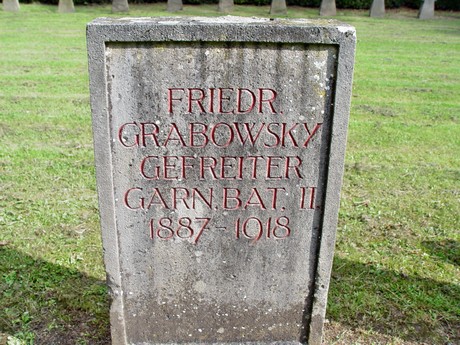 FRIEDR
GRABOWSKY
GEFREITER
GARN.BAT. II
1887-1918